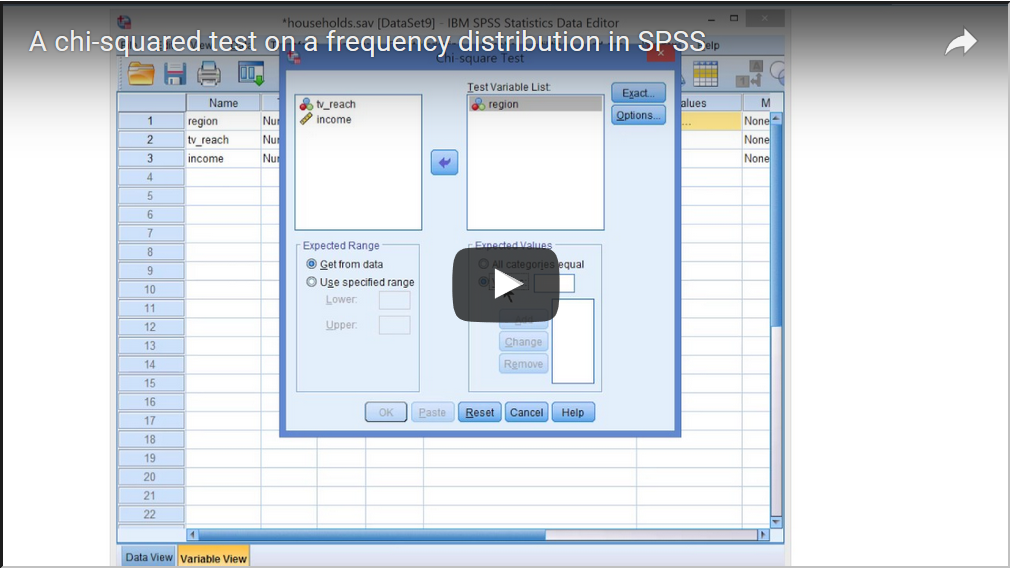 *households.sav [DataSet9] - IBM SPSS Statistics Data Editor
A chi-squared test on a frequency distribution in SPSS
Help
Chi-square Test
tv_reach
income
Test Variable List:
region
Exact...
Options...
Name
Values
M
1 region Nu None
2 tv_reach Nu None
3 income Nu None
4
5
6
7
8
9
10
11
12
13
14
15
16
17
18
19
20
21
22
Expected Range
Get from data
Use specified range
Lower:
Upper:
Expected Values
All categories equal
Add
Change
Remove
OK Paste Reset Cancel Help
Data View Variable View